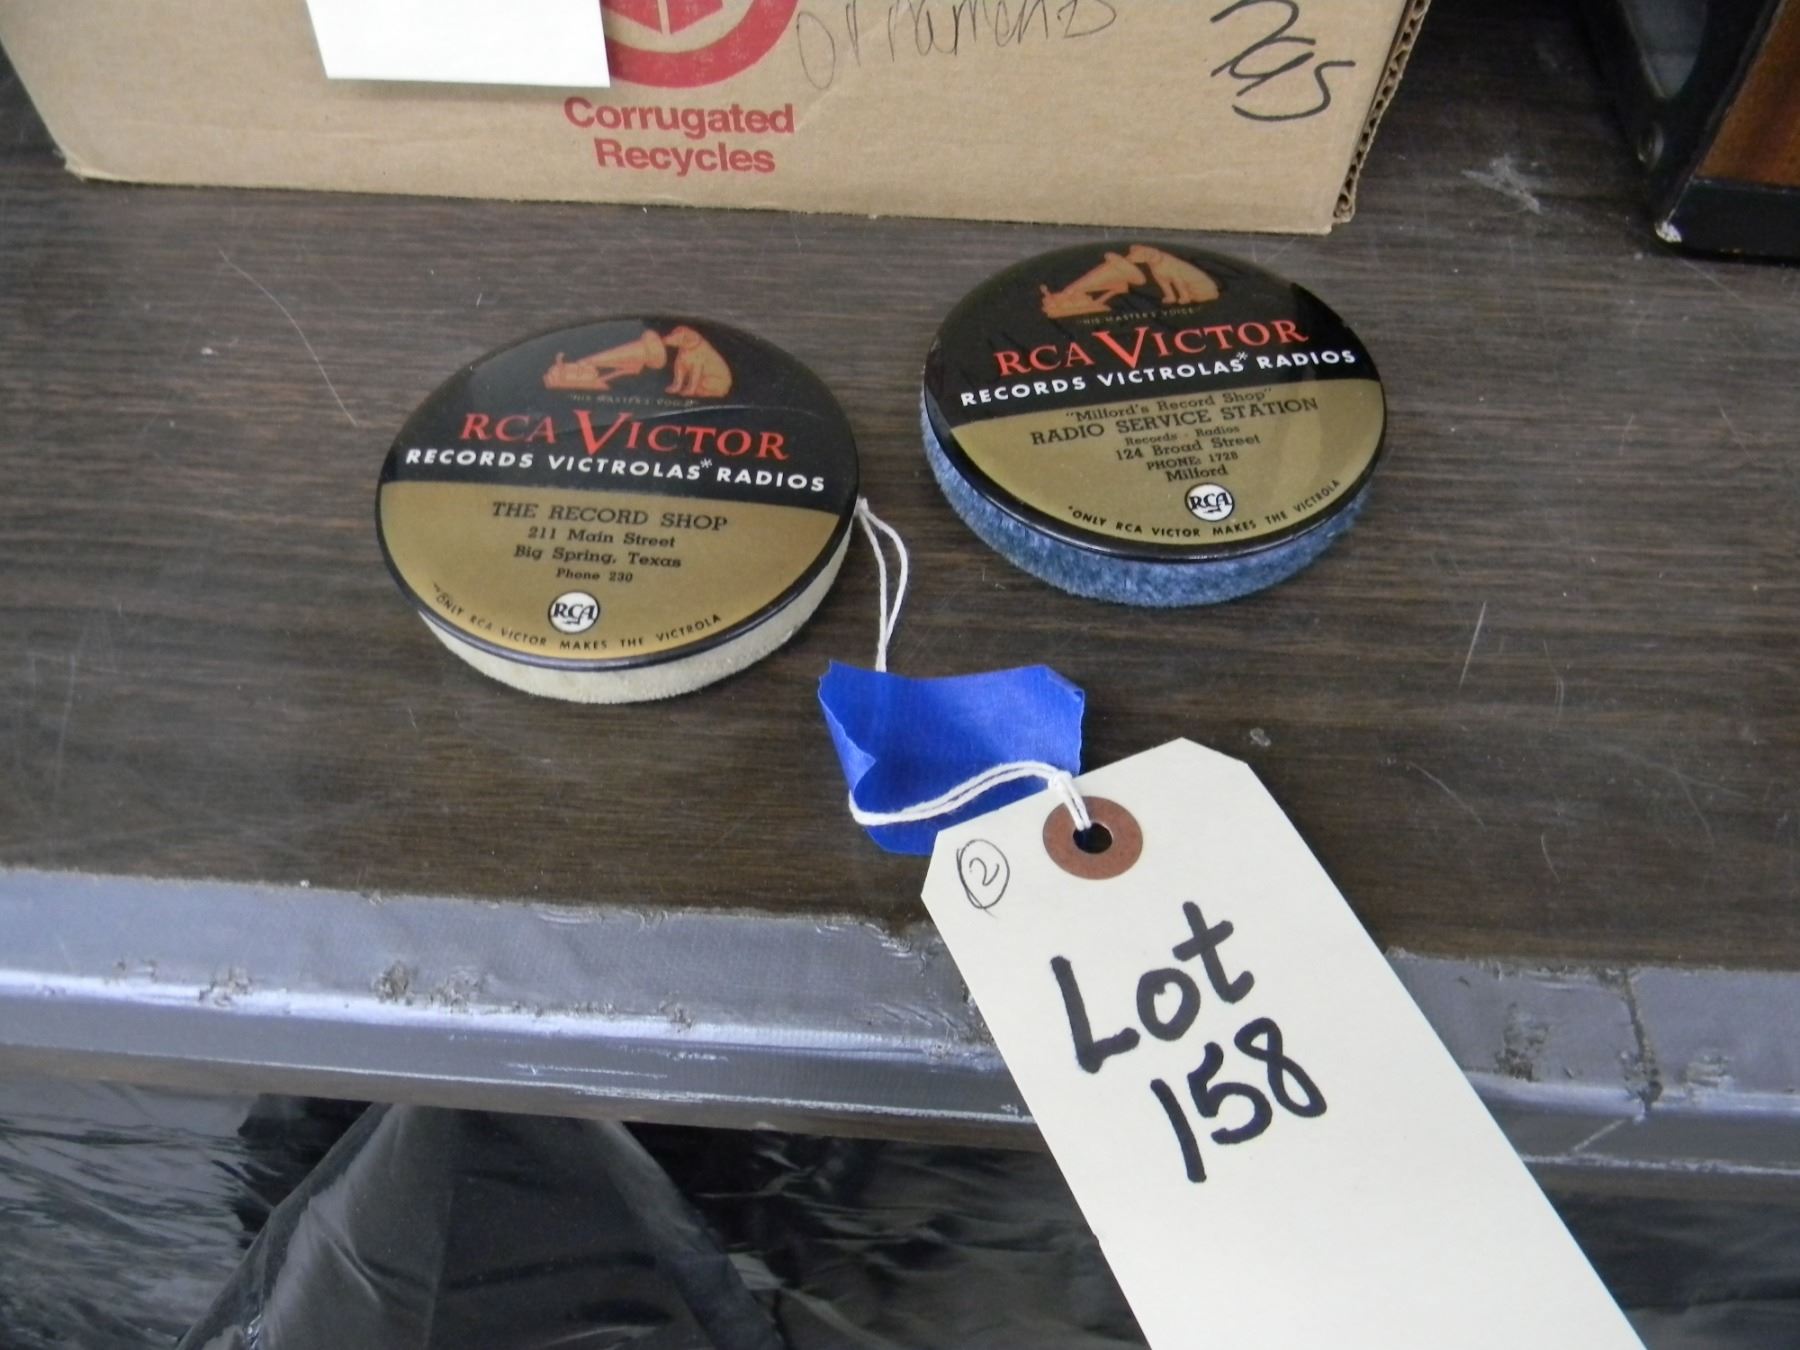 ornaments
Corrugated
Recycles
"HIS MASTER'S VOICE"
RCA VICTOR
RECORDS VICTROLAS* RADIOS
THE RECORD SHOP
211 Main Street
Big Spring, Texas
Phone 230
RCA
"ONLY RCA VICTOR MAKES THE VICTROLA
"HIS MASTER'S VOICE"
RCA VICTOR
RECORDS VICTROLAS* RADIOS
"Milford's Record Shop"
RADIO SERVICE STATION
Records - Radios
124 Broad Street
PHONE: 1728
Milford
RCA
*ONLY RCA VICTOR MAKES THE VICTROLA
2
Lot
158